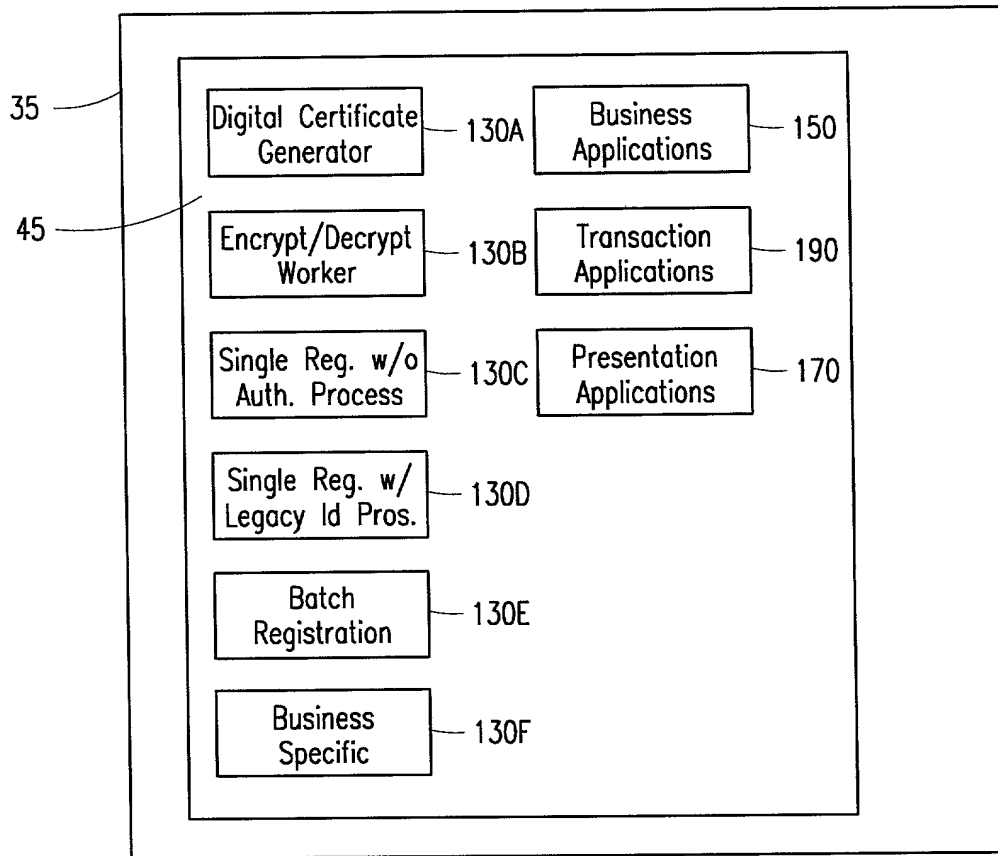 35
45
Digital Certificate
Generator
130A
Business
Applications
150
Encrypt/Decrypt
Worker
130B
Transaction
Applications
190
Single Reg. w/o
Auth. Process
130C
Presentation
Applications
170
Single Reg. w/
Legacy Id Pros.
130D
Batch
Registration
130E
Business
Specific
130F